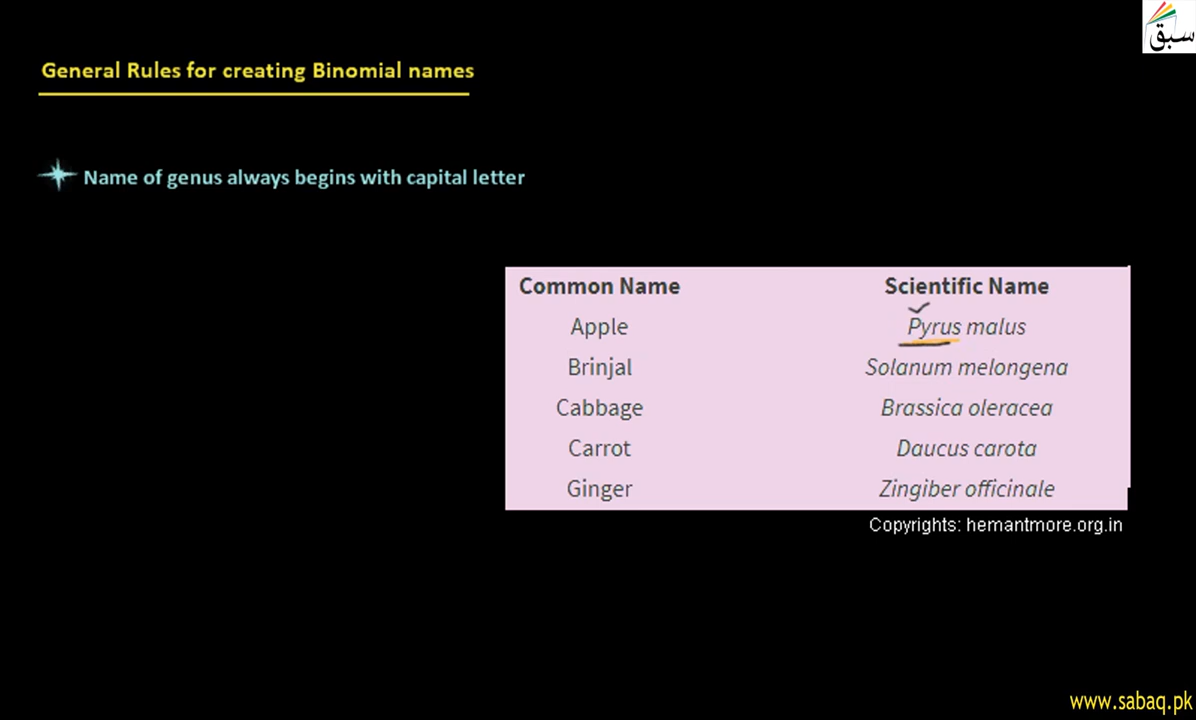 سبق
General Rules for creating Binomial names
Name of genus always begins with capital letter
Common Name Scientific Name
Apple Pyrus malus
Brinjal Solanum melongena
Cabbage Brassica oleracea
Carrot Daucus carota
Ginger Zingiber officinale
Copyrights: hemantmore.org.in
www.sabaq.pk